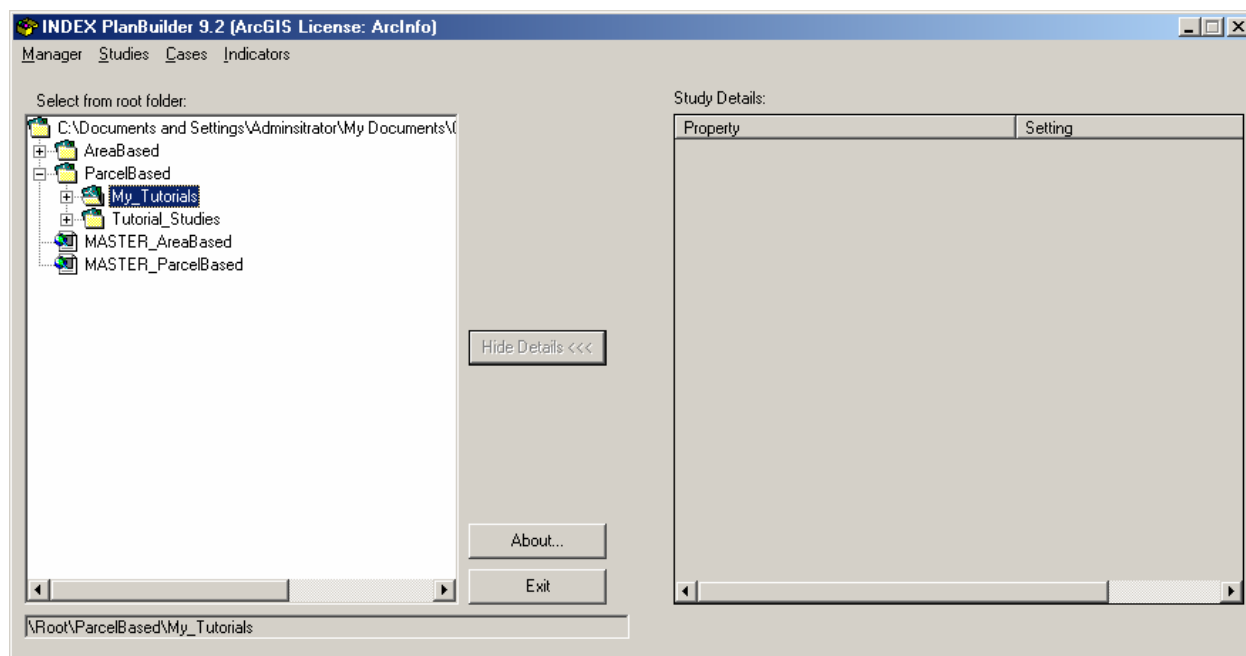 INDEX PlanBuilder 9.2 (ArcGIS License: ArcInfo)
Manager Studies Cases Indicators
Select from root folder:
C:\Documents and Settings\Adminsitrator\My Documents\(
AreaBased
ParcelBased
My_Tutorials
Tutorial_Studies
MASTER_AreaBased
MASTER_ParcelBased
Hide Details <<<
About...
Exit
\Root\ParcelBased\My_Tutorials
Study Details:
Property Setting